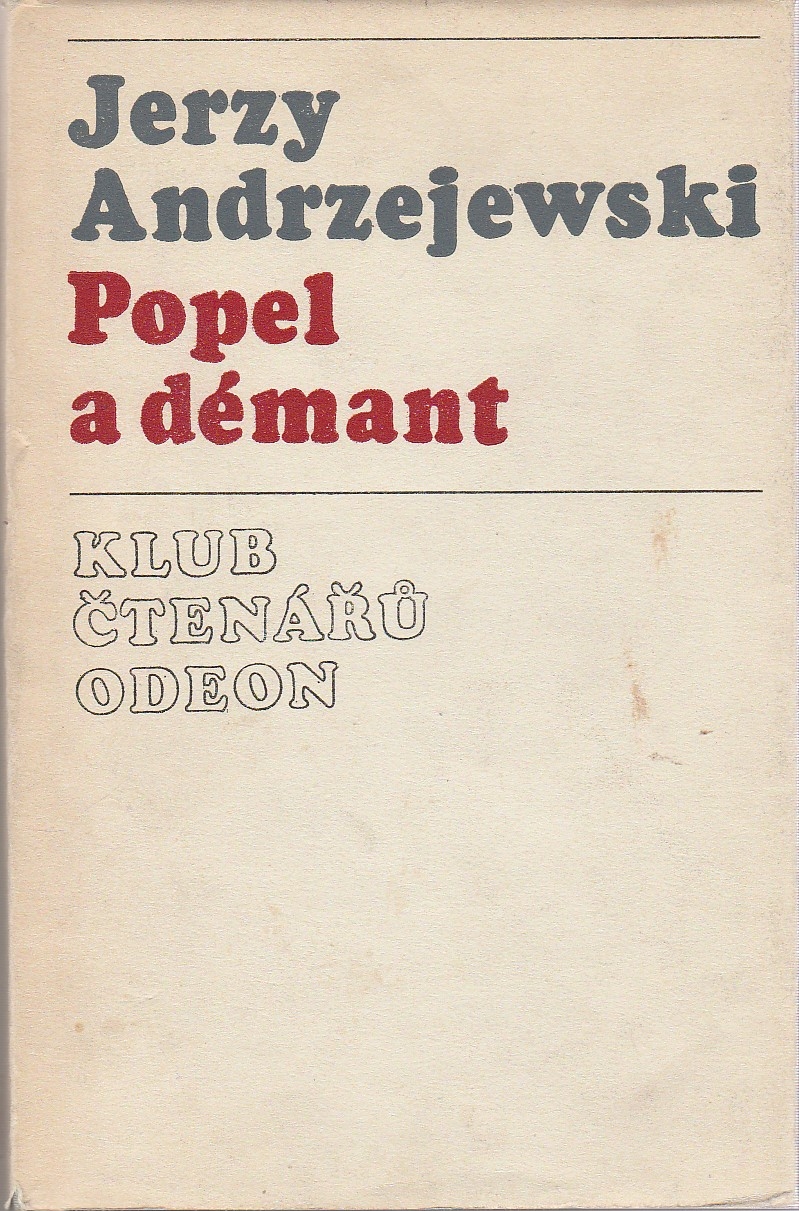 Jerzy
Andrzejewski
Popel
a démant
KLUB
ČTENÁŘŮ
ODEON